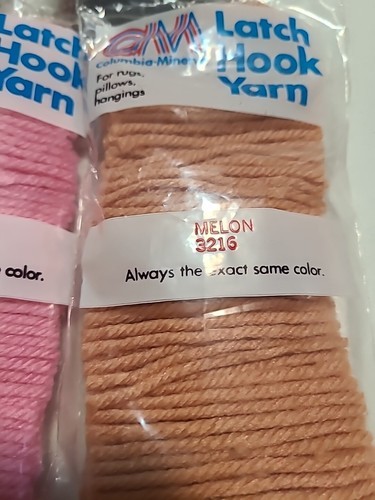 Latch
Hook
Yarn
color.
CM
Columbia-Minerva
For rugs,
pillows,
hangings
Latch
Hook
Yarn
MELON
3216
Always the exact same color.